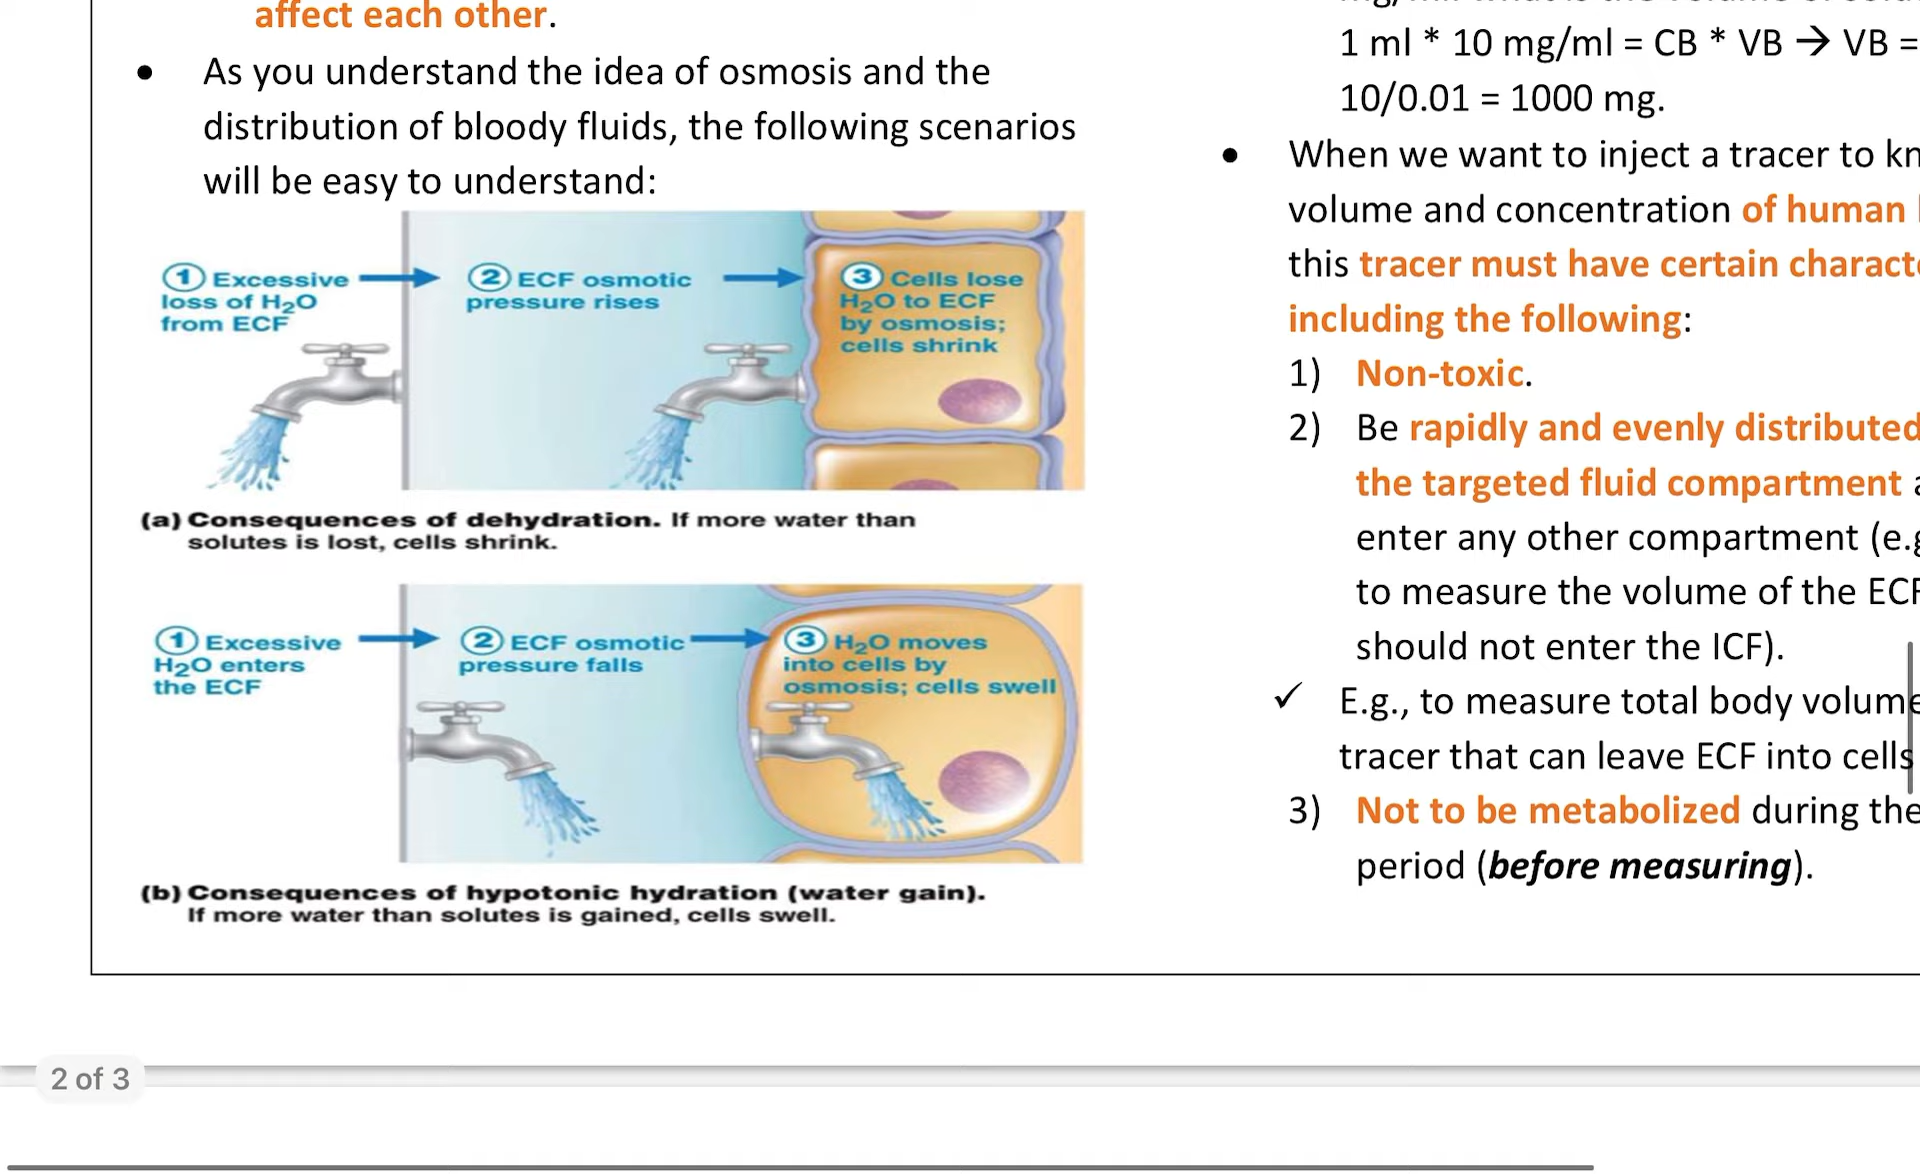 affect each other.
• As you understand the idea of osmosis and the
distribution of bloody fluids, the following scenarios
will be easy to understand:
1 Excessive
loss of H₂O
from ECF
2 ECF osmotic
pressure rises
3 Cells lose
H₂O to ECF
by osmosis;
cells shrink
(a) Consequences of dehydration. If more water than
solutes is lost, cells shrink.
1 Excessive
H₂O enters
the ECF
2 ECF osmotic
pressure falls
3 H₂O moves
into cells by
osmosis; cells swell
(b) Consequences of hypotonic hydration (water gain).
If more water than solutes is gained, cells swell.
1 ml * 10 mg/ml = CB * VB → VB =
10/0.01 = 1000 mg.
• When we want to inject a tracer to
volume and concentration of human
this tracer must have certain
including the following:
1) Non-toxic.
2) Be rapidly and evenly distributed
the targeted fluid compartment
enter any other compartment
to measure the volume of the ECF
should not enter the ICF).
✓ E.g., to measure total body volume
tracer that can leave ECF into cells
3) Not to be metabolized during the
period (before measuring).
2 of 3